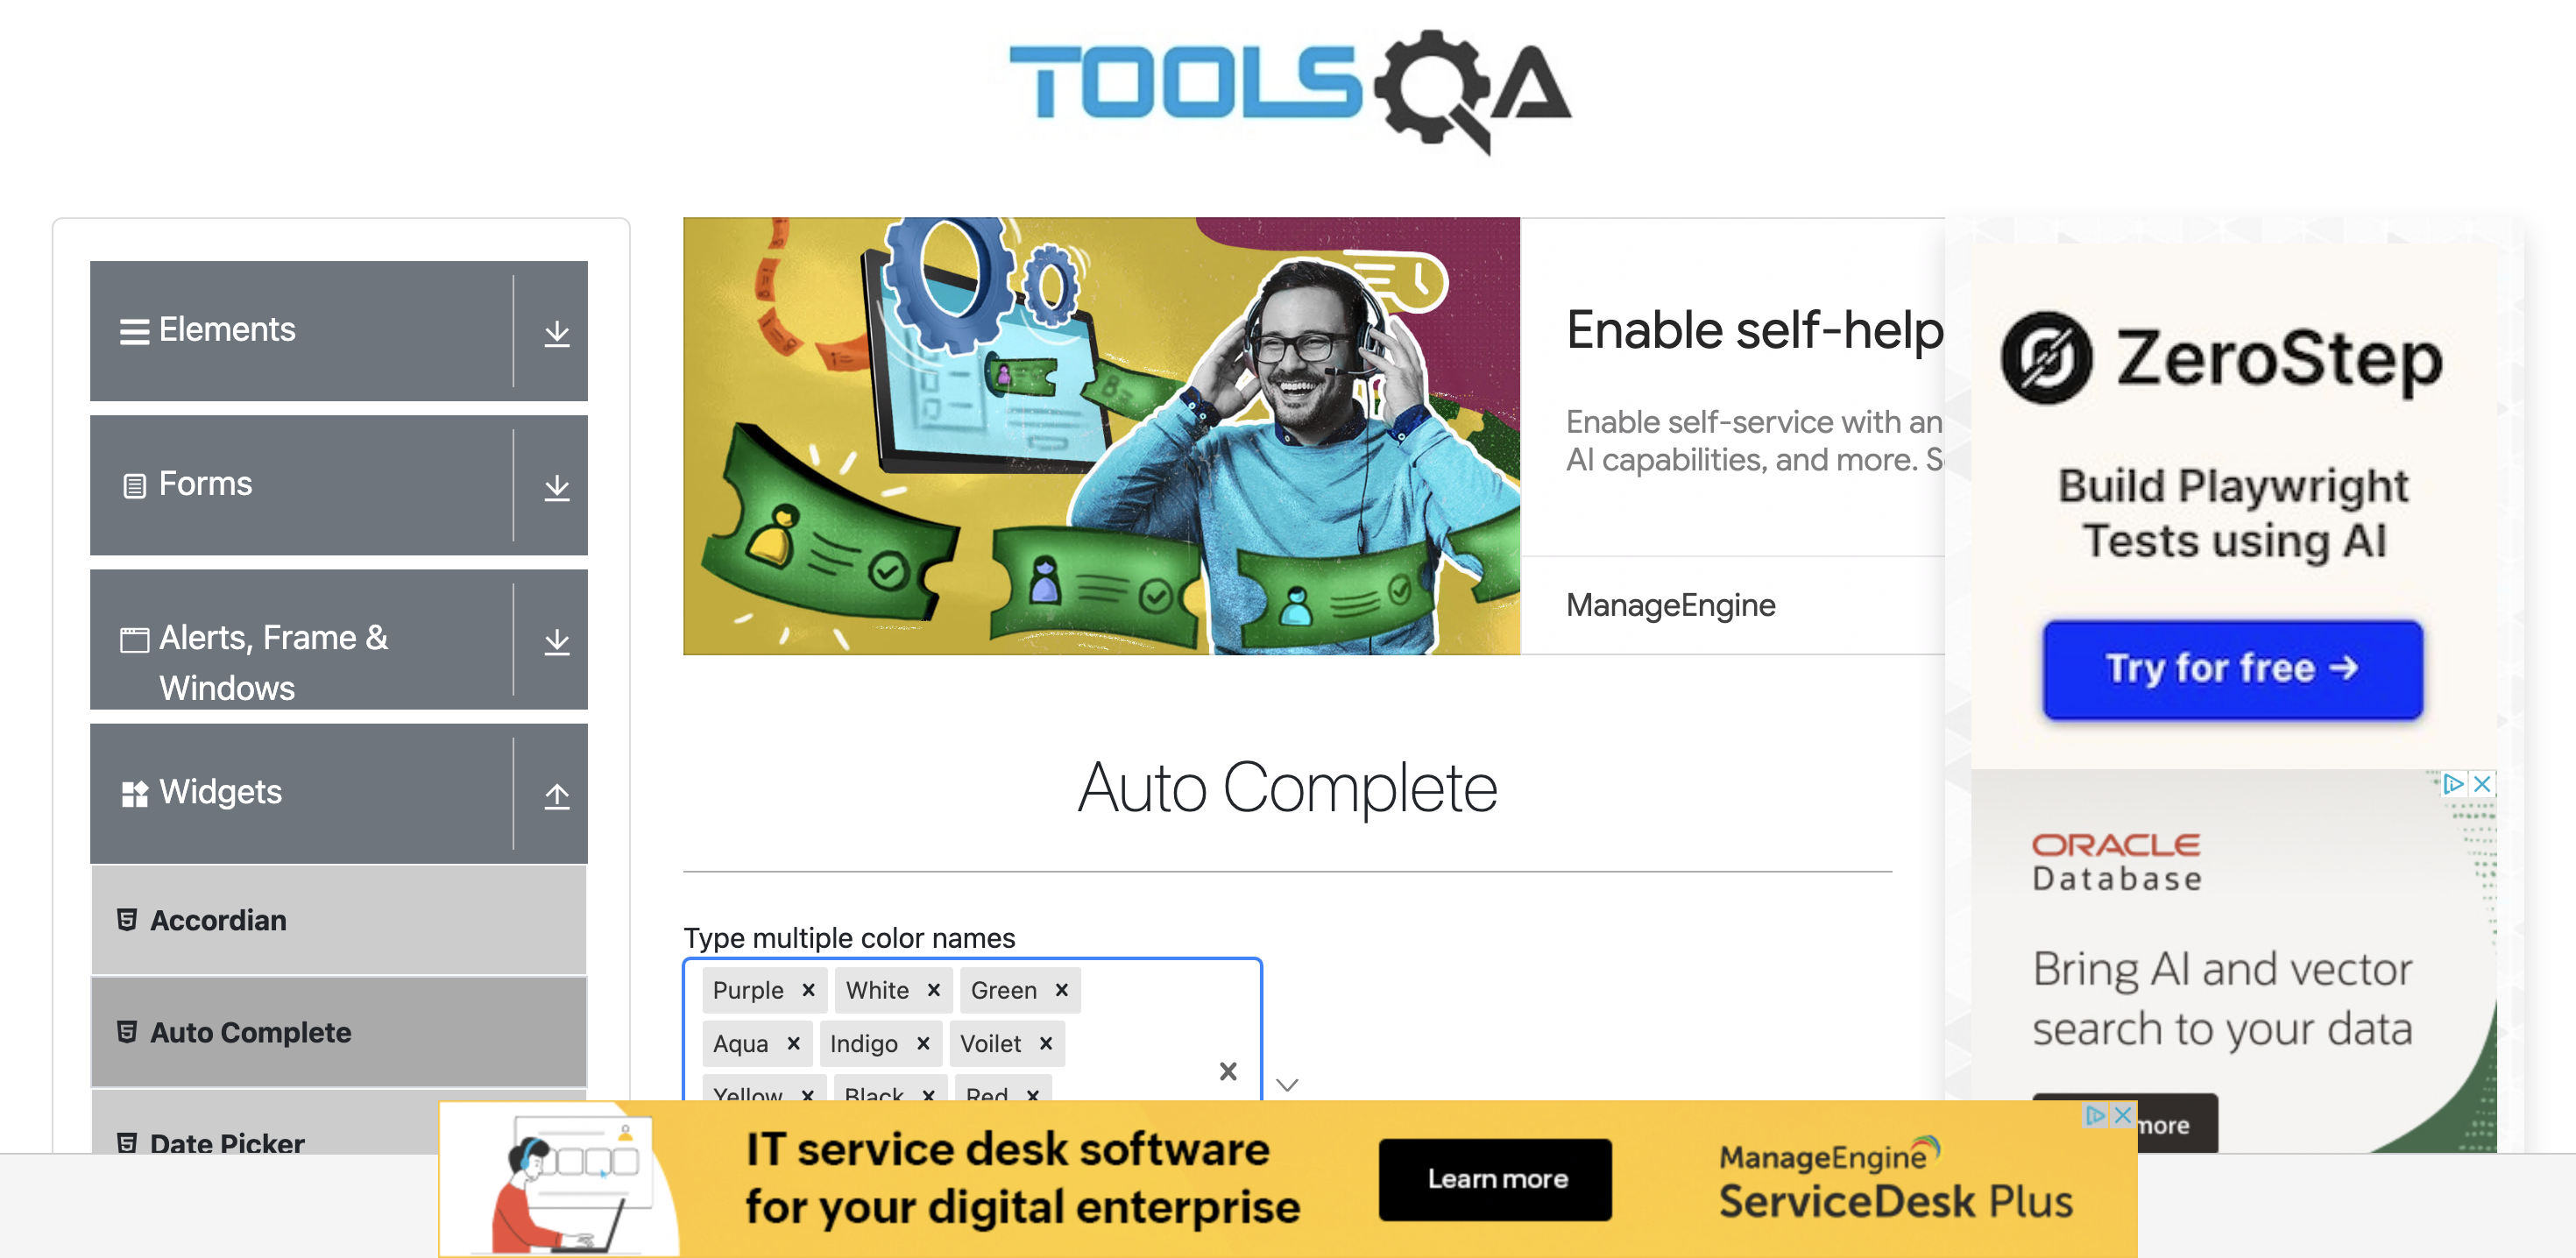 TOOLSQA
Elements
Forms
Alerts, Frame &
Windows
Widgets
Accordian
Auto Complete
Date Picker
Enable self-help
Enable self-service with an
AI capabilities, and more. S
ManageEngine
Auto Complete
Type multiple color names
Purple × White × Green ×
Aqua × Indigo × Voilet ×
Yellow × Black × Red ×
ZeroStep
Build Playwright
Tests using AI
Try for free →
ORACLE
Database
Bring AI and vector
search to your data
more
IT service desk software
for your digital enterprise
Learn more
ManageEngine
ServiceDesk Plus